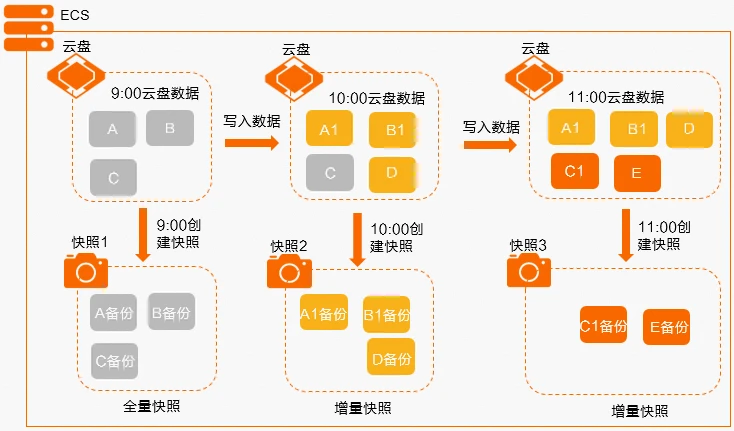 ECS
云盘
9:00云盘数据
A
B
C
写入数据
云盘
10:00云盘数据
A1
B1
C
D
写入数据
云盘
11:00云盘数据
A1
B1
D
C1
E
9:00创
建快照
10:00创
建快照
11:00创
建快照
快照1
A备份
B备份
C备份
全量快照
快照2
A1备份
B1备份
D备份
增量快照
快照3
C1备份
E备份
增量快照